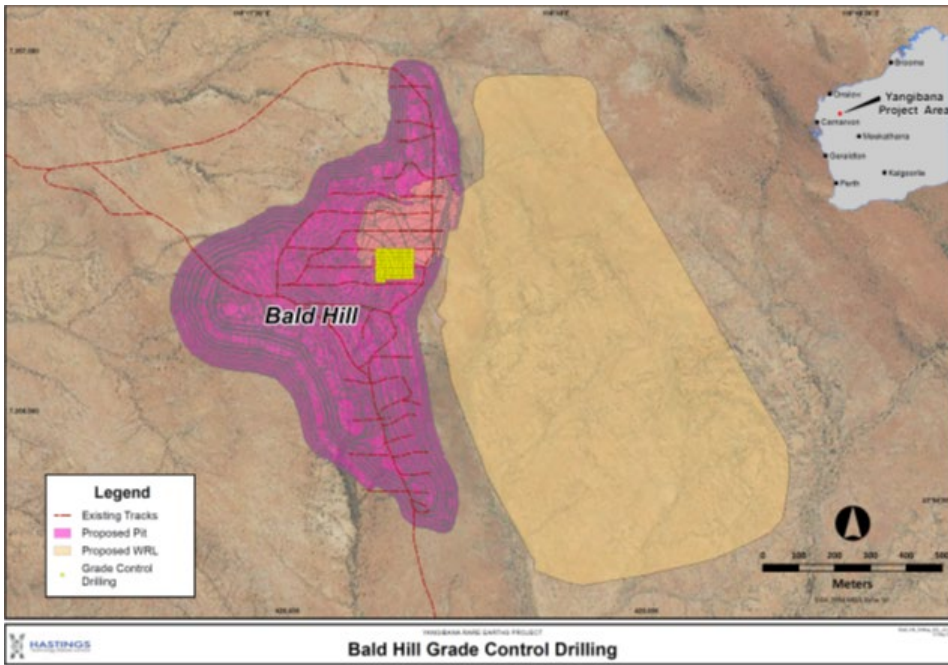 Broome
Onslow
Yangibana
Project Area
Carnarvon
Meekatharra
Geraldton
Kalgoorlie
Perth
Bald Hill
Legend
Existing Tracks
Proposed Pit
Proposed WRL
Grade Control
Drilling
0 100 200 300 400 500
Meters
HASTINGS
YANGIBANA RARE EARTHS PROJECT
Bald Hill Grade Control Drilling